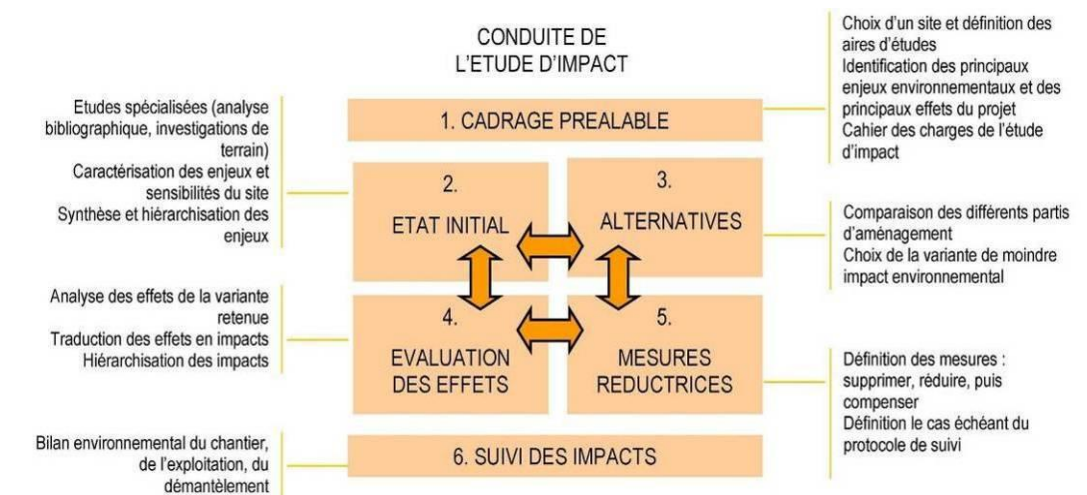 CONDUITE DE
L'ETUDE D'IMPACT
1. CADRAGE PREALABLE
Choix d'un site et définition des
aires d'études
Identification des principaux
enjeux environnementaux et des
principaux effets du projet
Cahier des charges de l'étude
d'impact
Etudes spécialisées (analyse
bibliographique, investigations de
terrain)
Caractérisation des enjeux et
sensibilités du site
Synthèse et hiérarchisation des
enjeux
2.
ETAT INITIAL
3.
ALTERNATIVES
Comparaison des différents partis
d'aménagement
Choix de la variante de moindre
impact environnemental
Analyse des effets de la variante
retenue
Traduction des effets en impacts
Hiérarchisation des impacts
4.
EVALUATION
DES EFFETS
5.
MESURES
REDUCTRICES
Définition des mesures :
supprimer, réduire, puis
compenser
Définition le cas échéant du
protocole de suivi
Bilan environnemental du chantier,
de l'exploitation, du
démantèlement
6. SUIVI DES IMPACTS